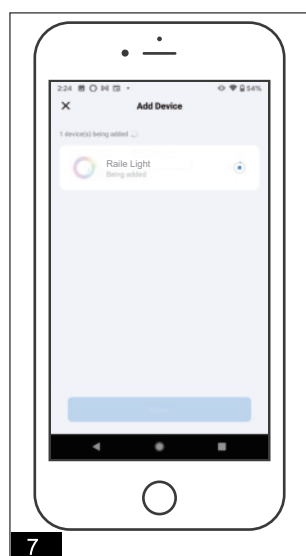 2:24
54%
Add Device
1 device(s) being added
Raile Light
Being added
7